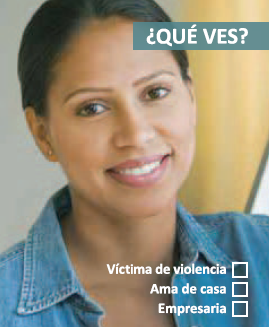 ¿QUÉ VES?
Víctima de violencia
Ama de casa
Empresaria